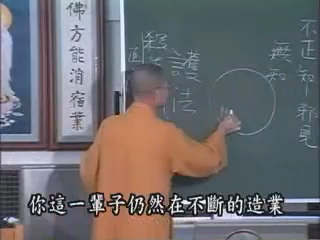 不正知—邪見
無知
護法
殺
佛方能消宿業
你這一輩子仍然在不斷的造業